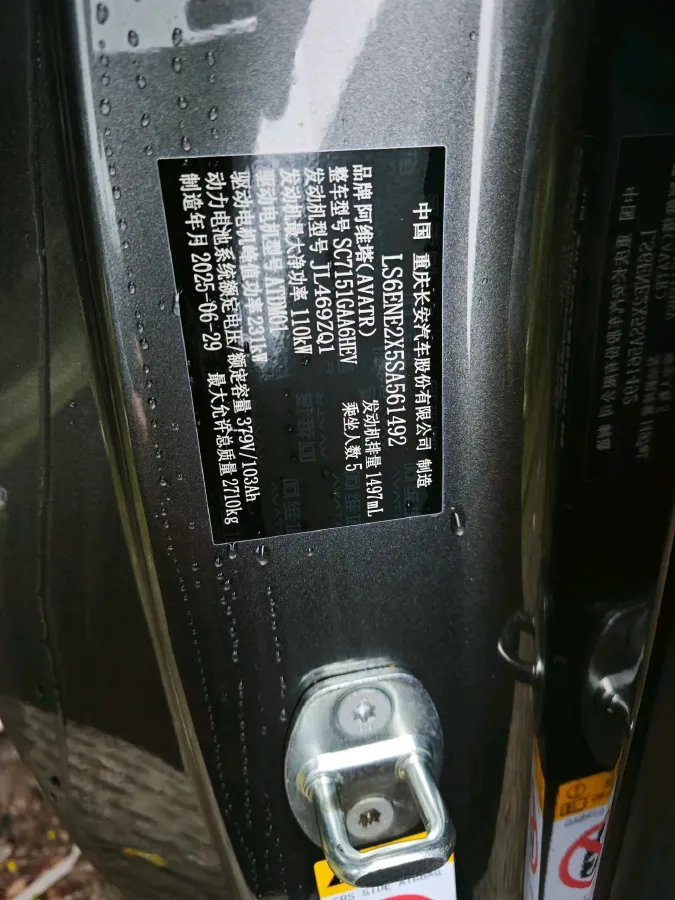 中国 重庆长安汽车股份有限公司 制造
LS6ENE2X5SA561492
品牌 阿维塔(AVATR) 发动机排量 1497mL
整车型号 SC7151GAA6HEV 乘坐人数 5
发动机型号 JL469ZQ1
发动机最大净功率 110kW
驱动电机型号 ATDM01
驱动电机峰值功率 231kW
动力电池系统额定电压/额定容量 379V/103Ah
制造年月 2025-06-29 最大允许总质量 2710kg
SRS SIDE AIRBAG